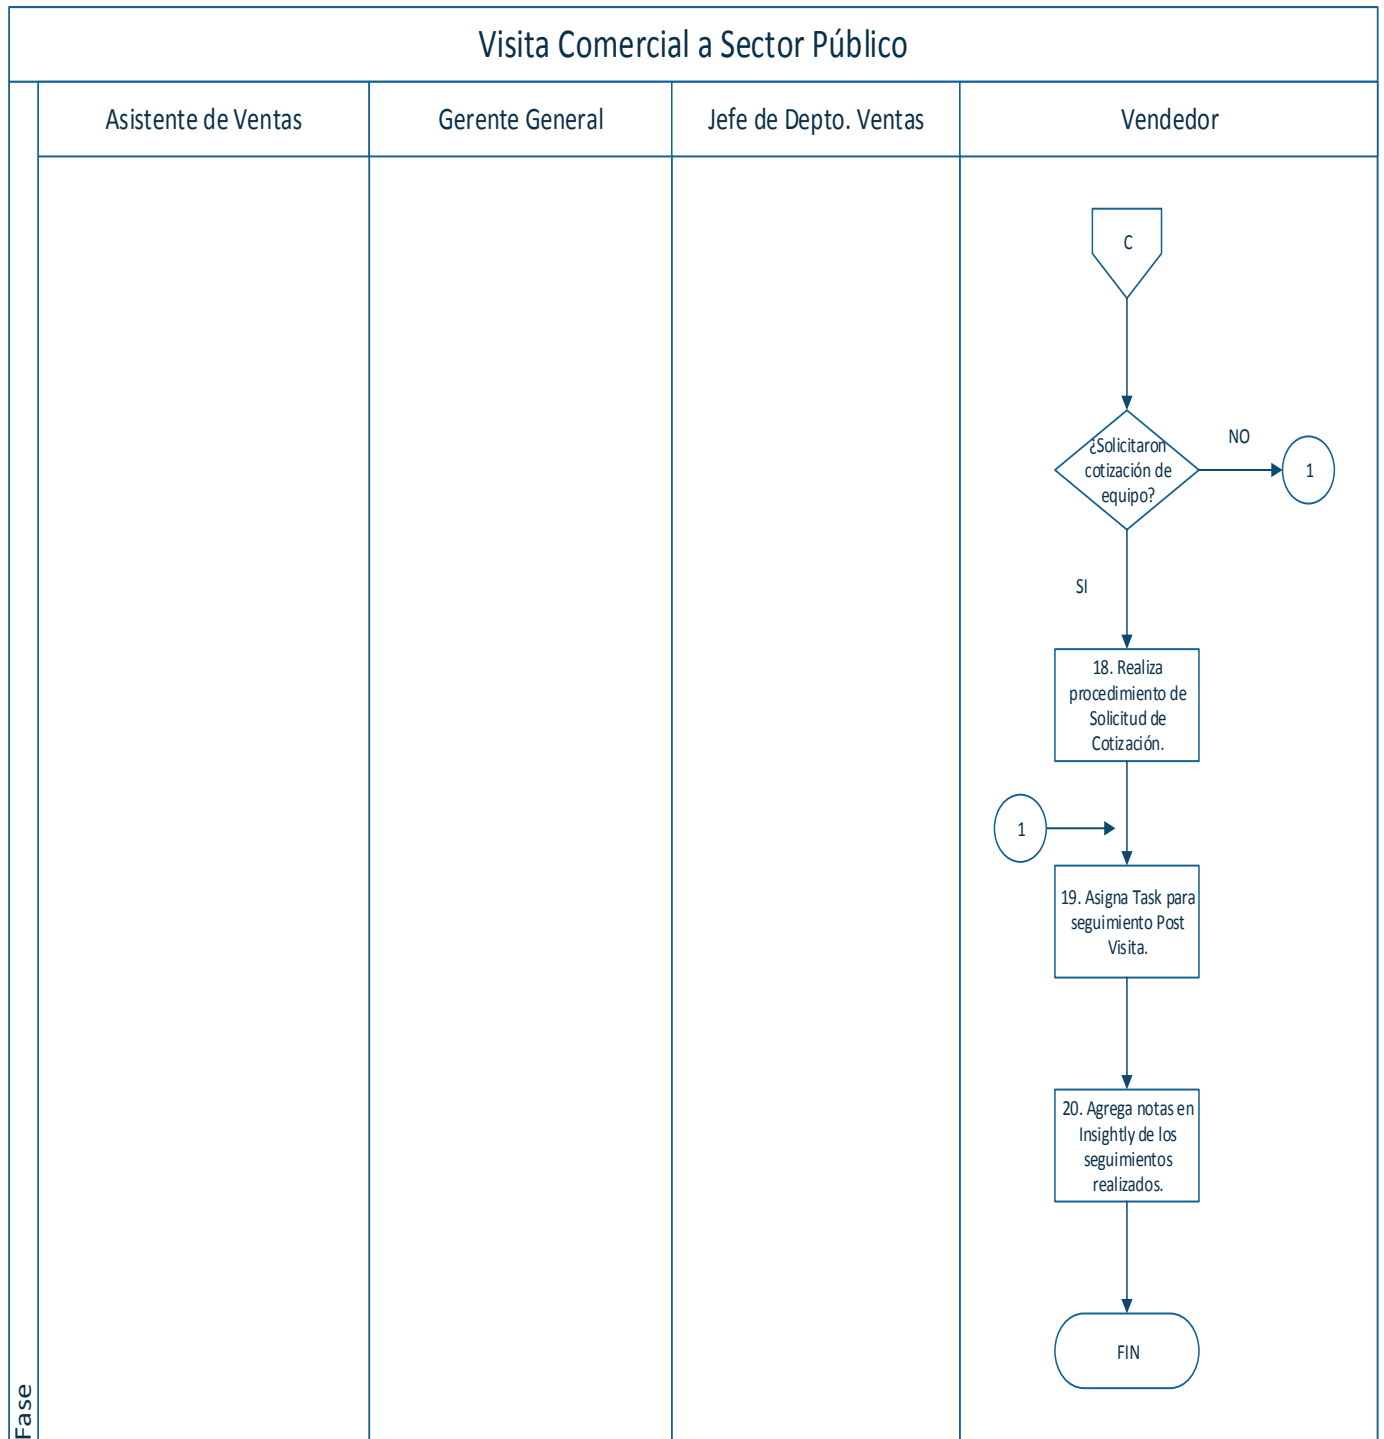 Visita Comercial a Sector Público
Asistente de Ventas
Gerente General
Jefe de Depto. Ventas
Vendedor
C
¿Solicitaron
cotización de
equipo?
NO
1
SI
18. Realiza
procedimiento de
Solicitud de
Cotización.
1
19. Asigna Task para
seguimiento Post
Visita.
20. Agrega notas en
Insightly de los
seguimientos
realizados.
FIN
Fase